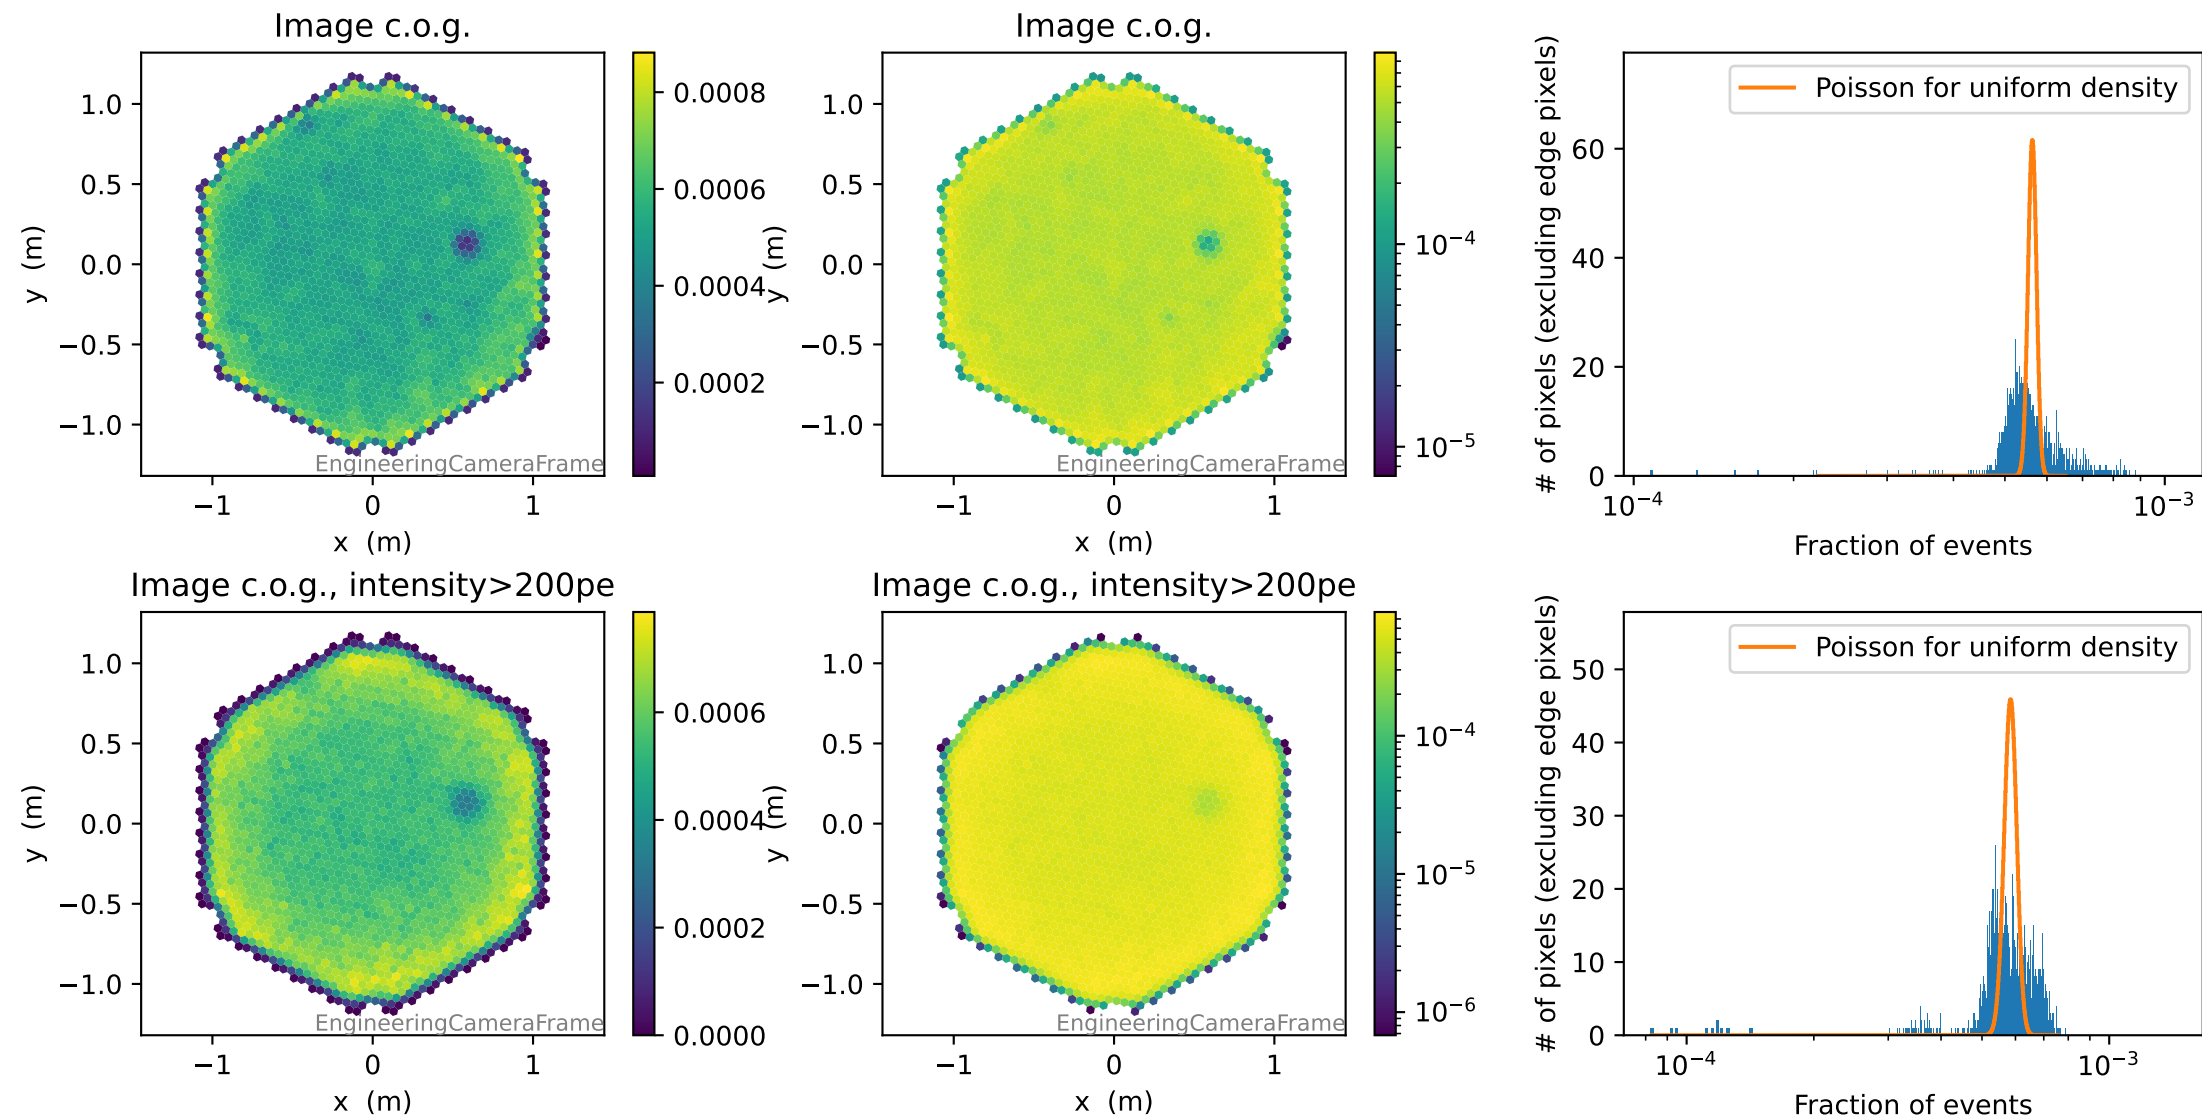 Image c.o.g.
1.0
0.5
0.0
−0.5
−1.0
y (m)
−1
0
1
x (m)
EngineeringCameraFrame
0.0008
0.0006
0.0004
0.0002
Image c.o.g.
1.0
0.5
0.0
−0.5
−1.0
y (m)
−1
0
1
x (m)
EngineeringCameraFrame
10⁻⁴
10⁻⁵
# of pixels (excluding edge pixels)
60
40
20
0
Poisson for uniform density
10⁻⁴
10⁻³
Fraction of events
Image c.o.g., intensity>200pe
1.0
0.5
0.0
−0.5
−1.0
y (m)
−1
0
1
x (m)
EngineeringCameraFrame
0.0006
0.0004
0.0002
0.0000
Image c.o.g., intensity>200pe
1.0
0.5
0.0
−0.5
−1.0
y (m)
−1
0
1
x (m)
EngineeringCameraFrame
10⁻⁴
10⁻⁵
10⁻⁶
# of pixels (excluding edge pixels)
50
40
30
20
10
0
Poisson for uniform density
10⁻⁴
10⁻³
Fraction of events